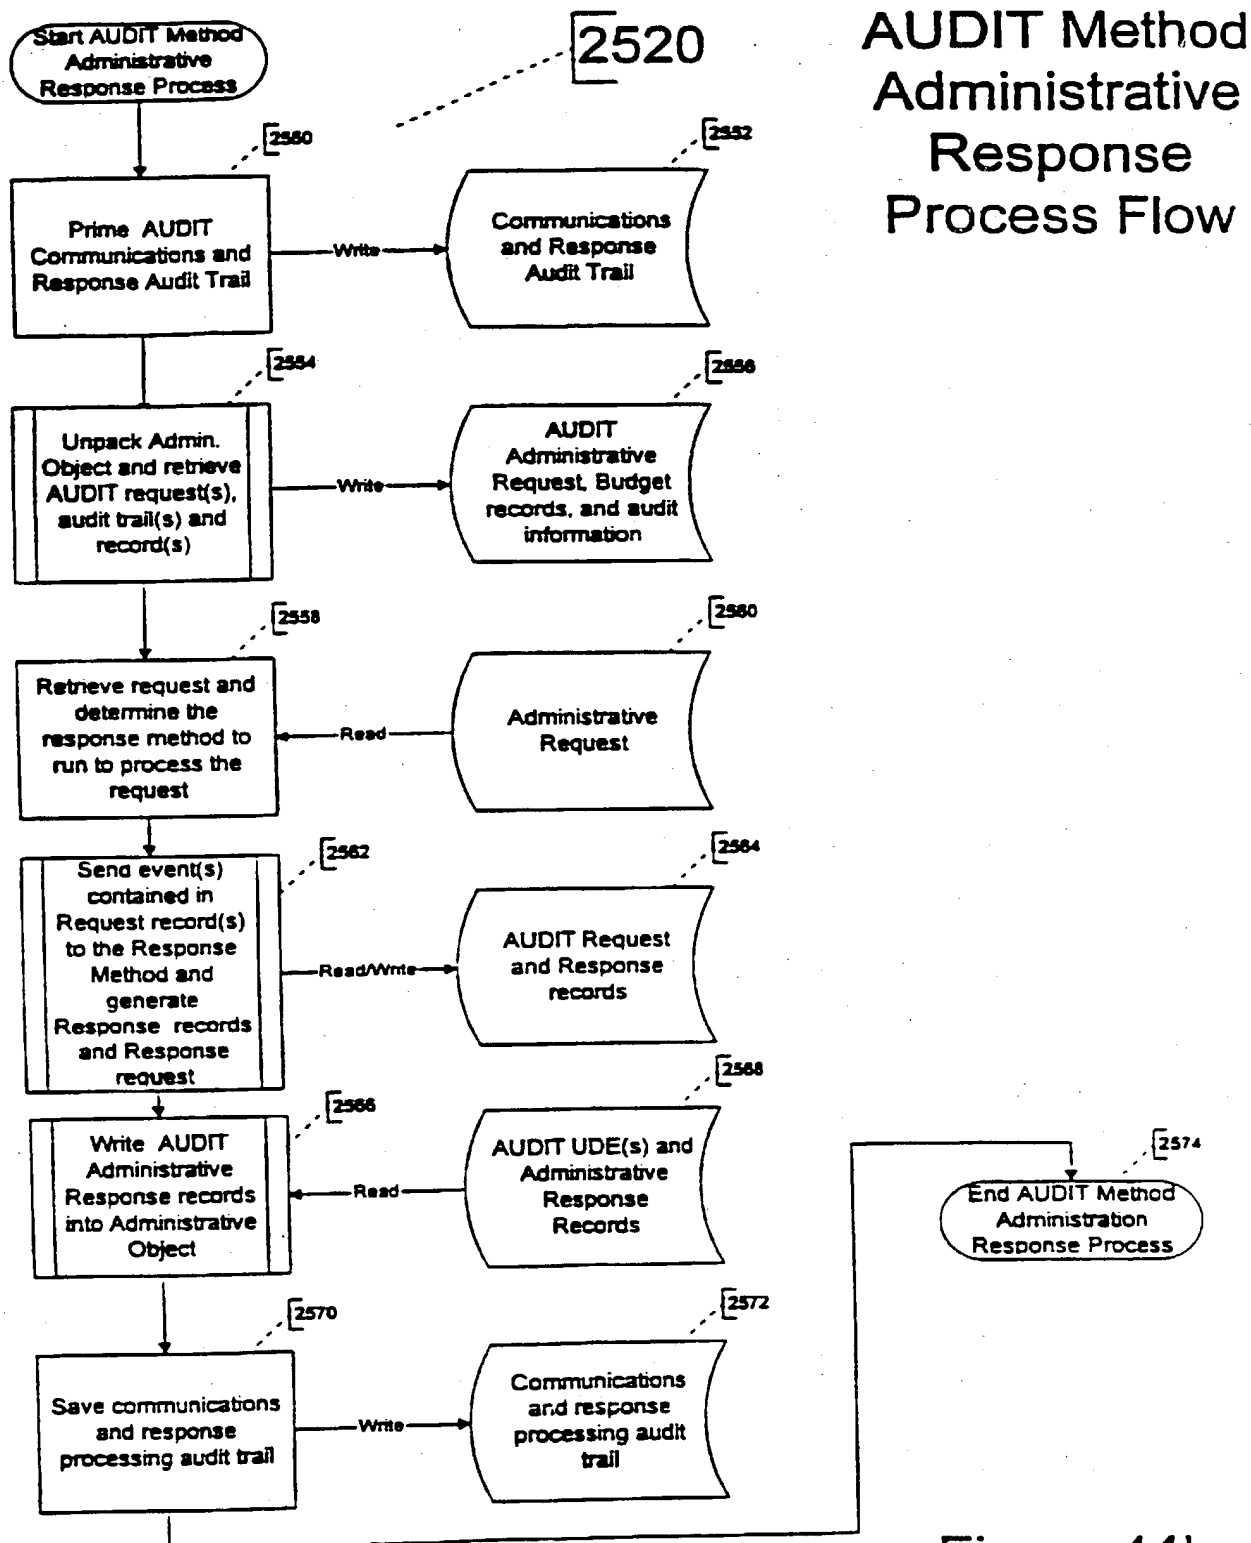 Start AUDIT Method
Administrative
Response Process
2520
AUDIT Method
Administrative
Response
Process Flow
2550
Prime AUDIT
Communications and
Response Audit Trail
Write
2552
Communications
and Response
Audit Trail
2554
Unpack Admin.
Object and retrieve
AUDIT request(s),
audit trail(s) and
record(s)
Write
2556
AUDIT
Administrative
Request, Budget
records, and audit
information
2558
Retrieve request and
determine the
response method to
run to process the
request
Read
2560
Administrative
Request
2562
Send event(s)
contained in
Request record(s)
to the Response
Method and
generate
Response records
and Response
request
Read/Write
2564
AUDIT Request
and Response
records
2566
Write AUDIT
Administrative
Response records
into Administrative
Object
Read
2568
AUDIT UDE(s) and
Administrative
Response
Records
2570
Save communications
and response
processing audit trail
Write
2572
Communications
and response
processing audit
trail
2574
End AUDIT Method
Administration
Response Process